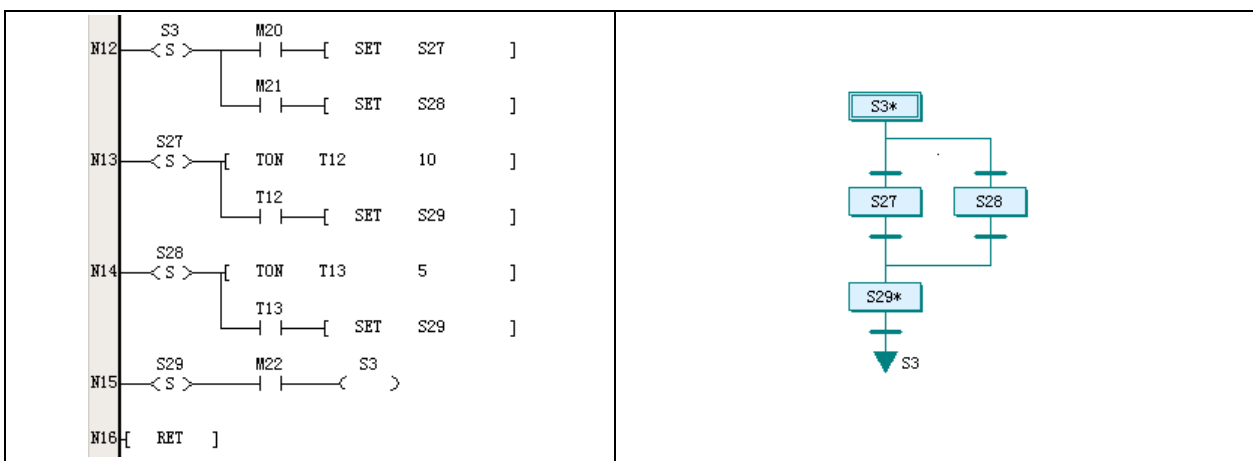 S3 M20
N12 S SET S27
M21
SET S28
S27
N13 S TON T12 10
T12
SET S29
S28
N14 S TON T13 5
T13
SET S29
S29 M22 S3
N15 S
N16 RET
S3*
S27 S28
S29*
S3